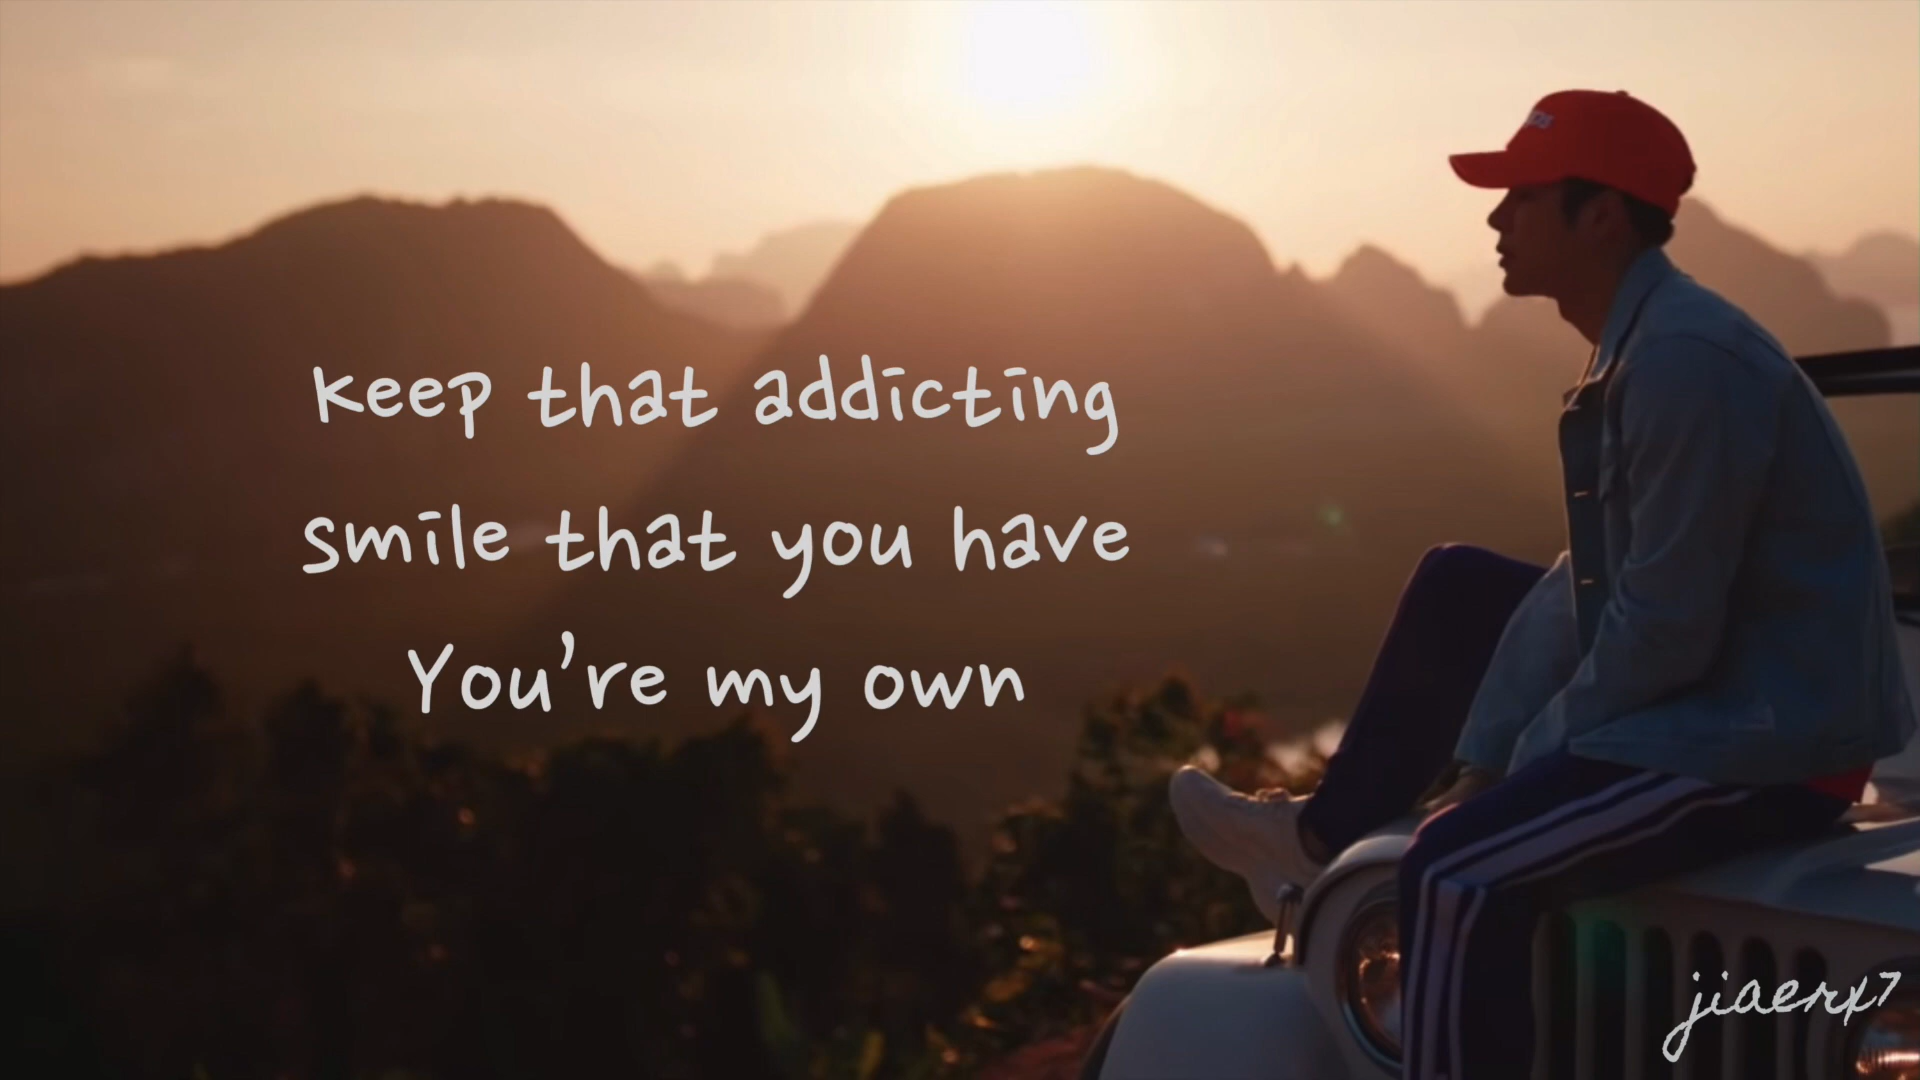 keep that addicting
smile that you have
You're my own
jiaerx7